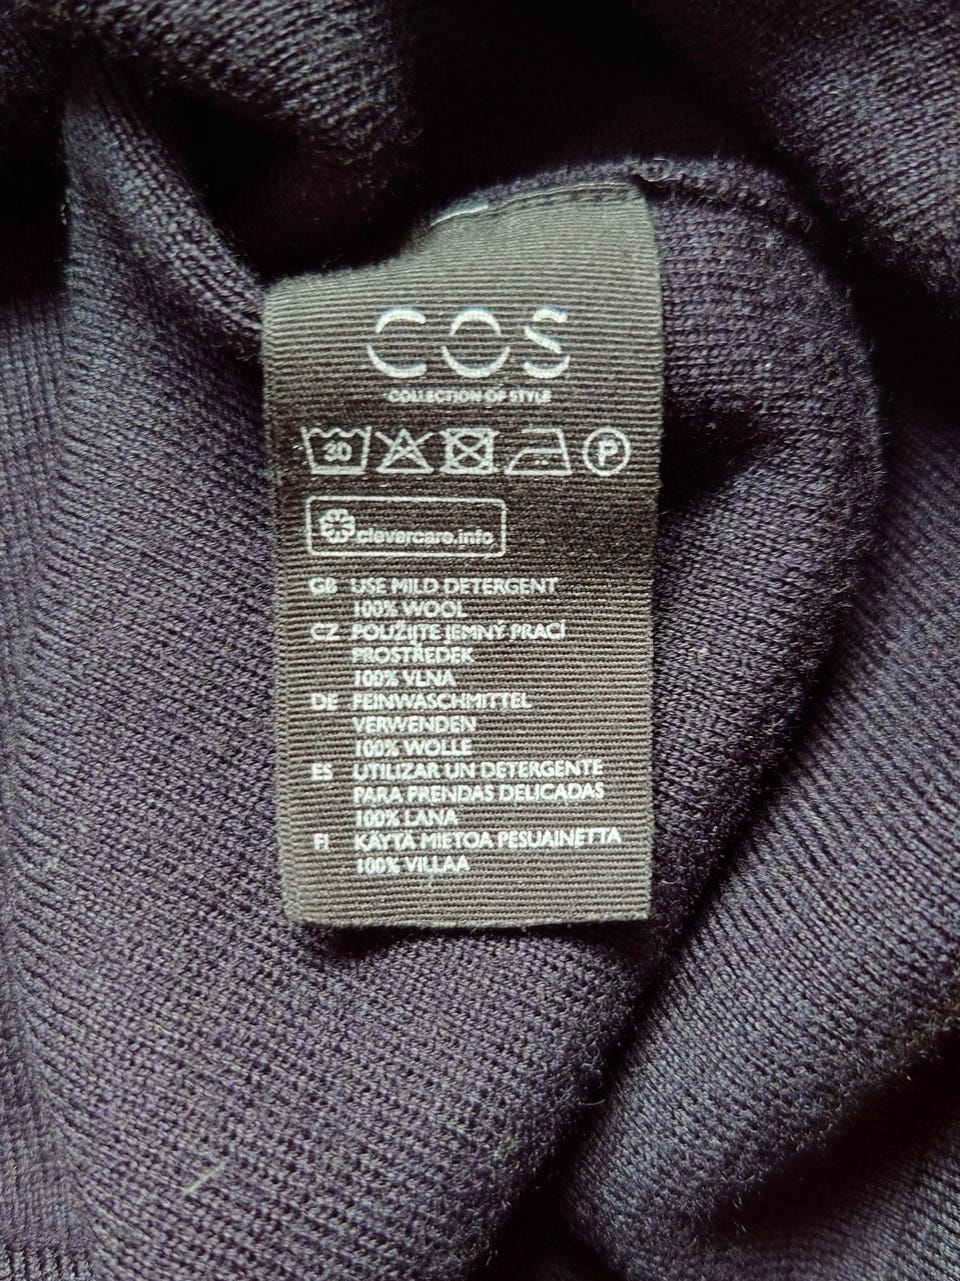 COS
COLLECTION OF STYLE
30 P
clevercare.info
GB USE MILD DETERGENT
100% WOOL
CZ POUŽIJTE JEMNÝ PRACÍ
PROSTŘEDEK
100% VLNA
DE FEINWASCHMITTEL
VERWENDEN
100% WOLLE
ES UTILIZAR UN DETERGENTE
PARA PRENDAS DELICADAS
100% LANA
FI KÄYTÄ MIETOA PESUAINETTA
100% VILLAA